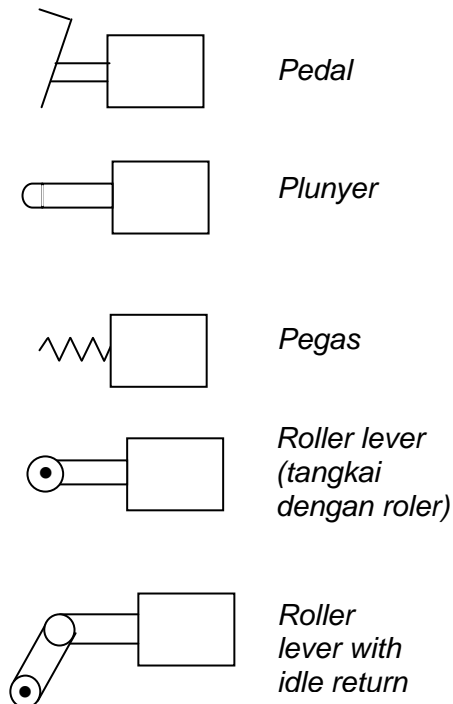 Pedal
Plunyer
Pegas
Roller lever
(tangkai
dengan roler)
Roller
lever with
idle return